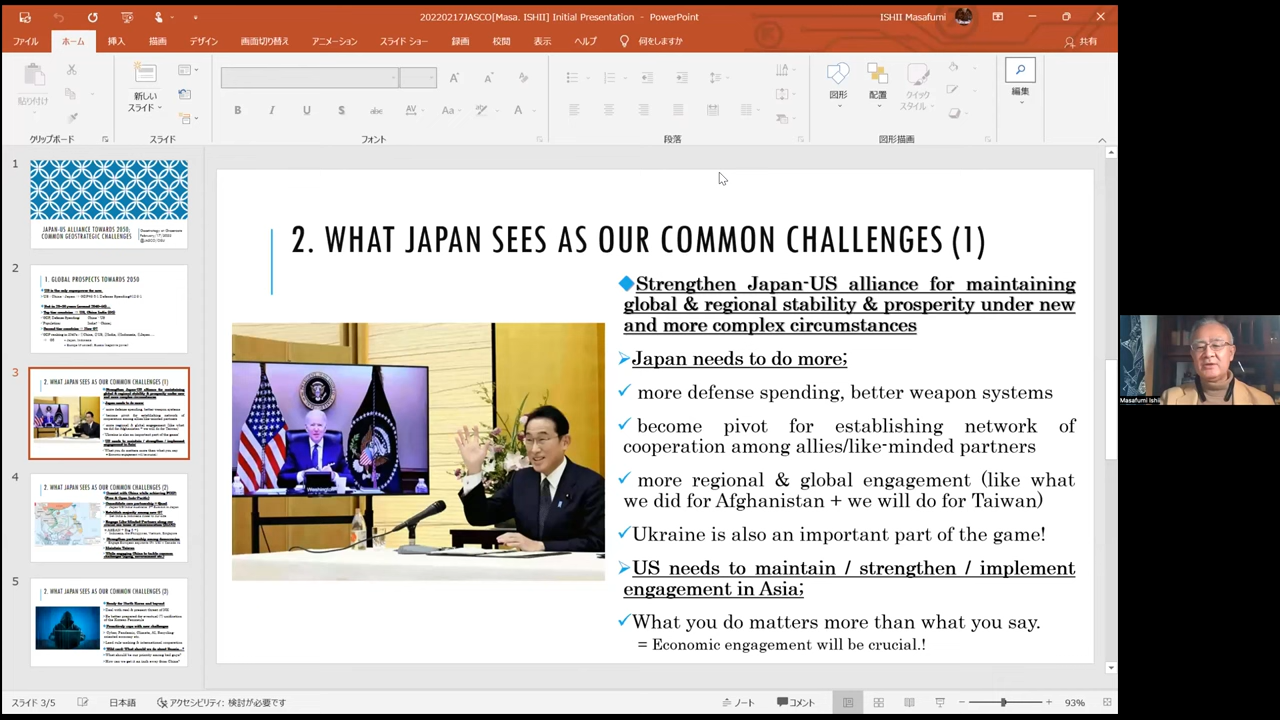 20220217JASCO[Masa. ISHII] Initial Presentation - PowerPoint
ISHII Masafumi
ファイル
ホーム
挿入
描画
デザイン
画面切り替え
アニメーション
スライド ショー
録画
校閲
表示
ヘルプ
何をしますか
共有
貼り付け
新しい
スライド
図形
配置
クイック
スタイル
編集
クリップボード
スライド
フォント
段落
図形描画
1
JAPAN-US ALLIANCE TOWARDS 2050;
COMMON GEOSTRATEGIC CHALLENGES
2
1. GLOBAL PROSPECTS TOWARDS 2050
3
2. WHAT JAPAN SEES AS OUR COMMON CHALLENGES (1)
4
2. WHAT JAPAN SEES AS OUR COMMON CHALLENGES (2)
5
2. WHAT JAPAN SEES AS OUR COMMON CHALLENGES (3)
2. WHAT JAPAN SEES AS OUR COMMON CHALLENGES (1)
Strengthen Japan-US alliance for maintaining
global & regional stability & prosperity under new
and more complex circumstances
Japan needs to do more;
more defense spending, better weapon systems
become pivot for establishing network of
cooperation among allies/like-minded partners
more regional & global engagement (like what
we did for Afghanistan & we will do for Taiwan)
Ukraine is also an important part of the game!
US needs to maintain / strengthen / implement
engagement in Asia;
What you do matters more than what you say.
= Economic engagement will be crucial.!
Washington
Masafumi Ishii
スライド 3/5
日本語
アクセシビリティ: 検討が必要です
ノート
コメント
93%